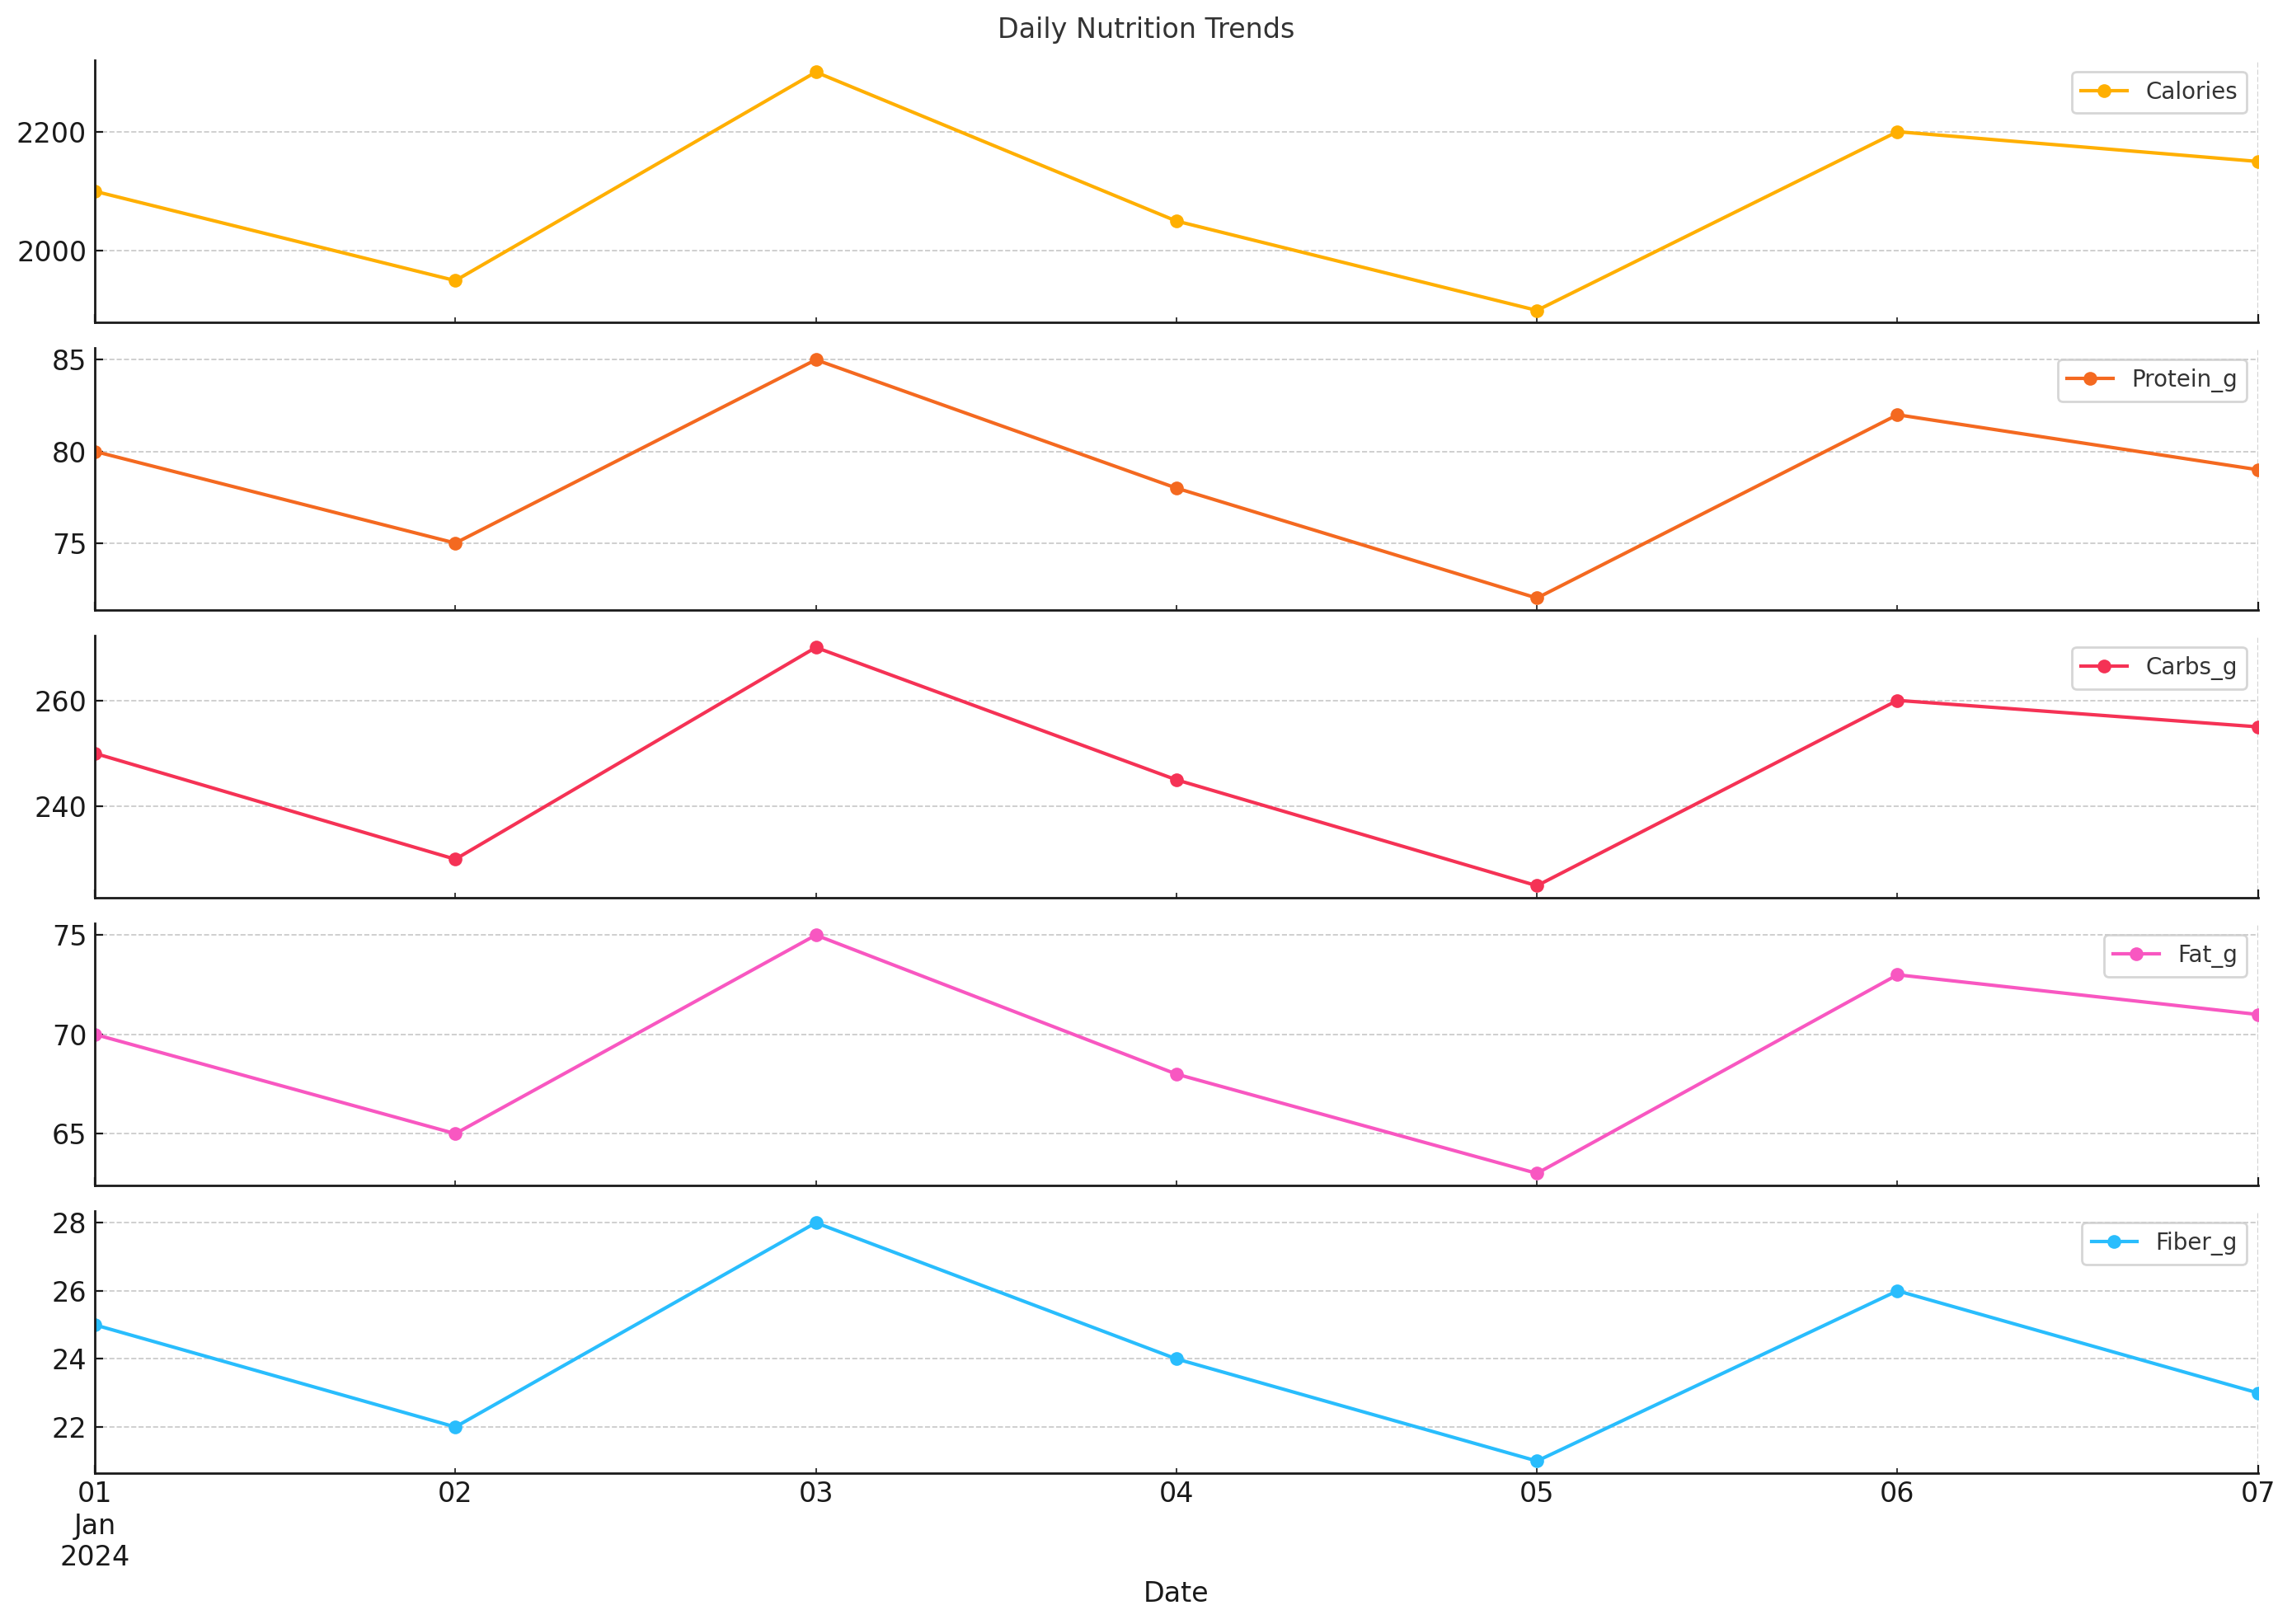 Daily Nutrition Trends
Calories
2200
2000
Protein_g
85
80
75
Carbs_g
260
240
Fat_g
75
70
65
Fiber_g
28
26
24
22
01 02 03 04 05 06 07
Jan
2024
Date